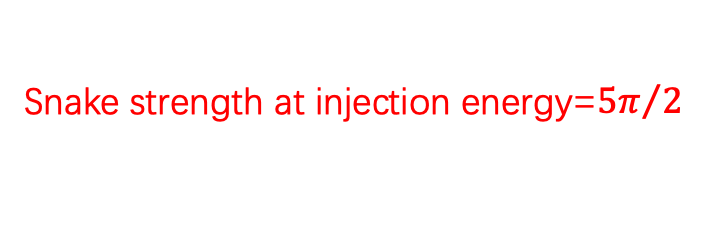 Snake strength at injection energy=5π/2